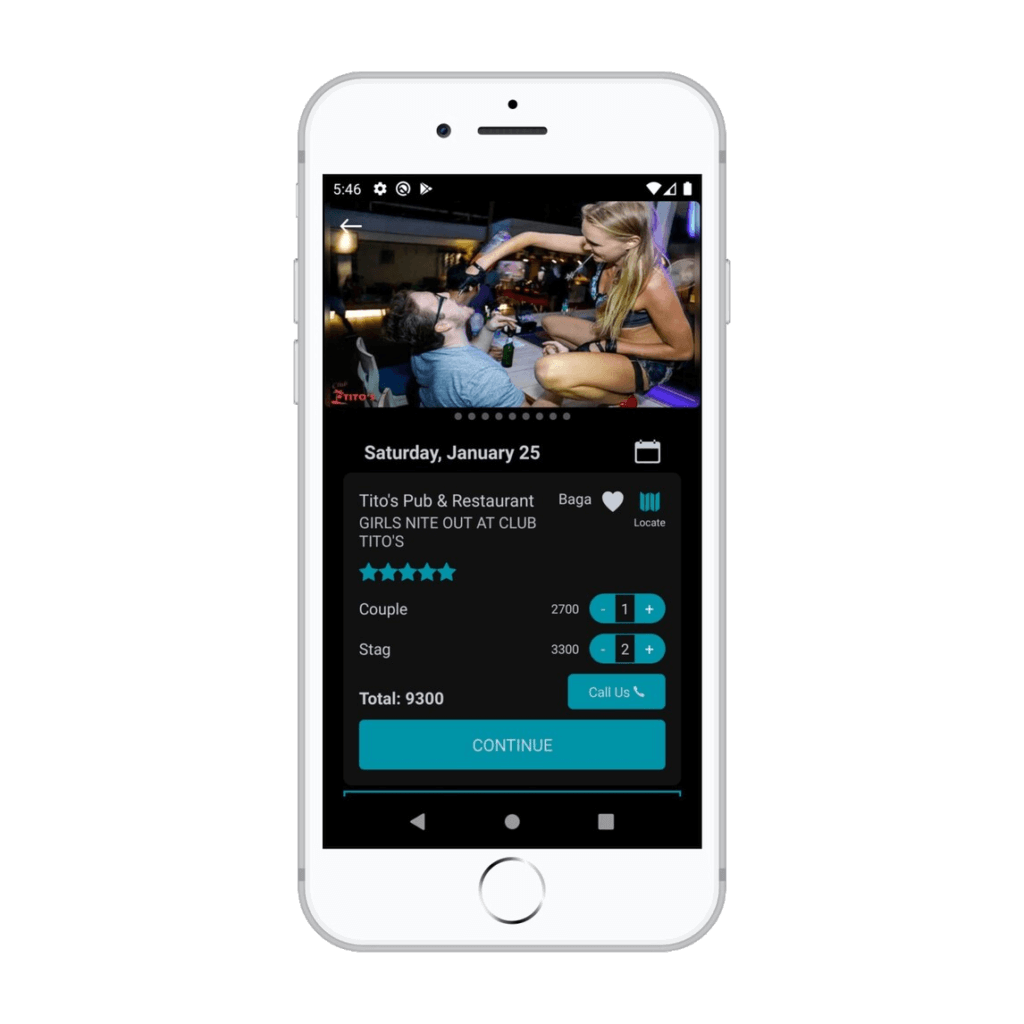 5:46
CLUB
TITO'S
Saturday, January 25
Tito's Pub & Restaurant
Baga
Locate
GIRLS NITE OUT AT CLUB
TITO'S
Couple
2700
- 1 +
Stag
3300
- 2 +
Call Us
Total: 9300
CONTINUE